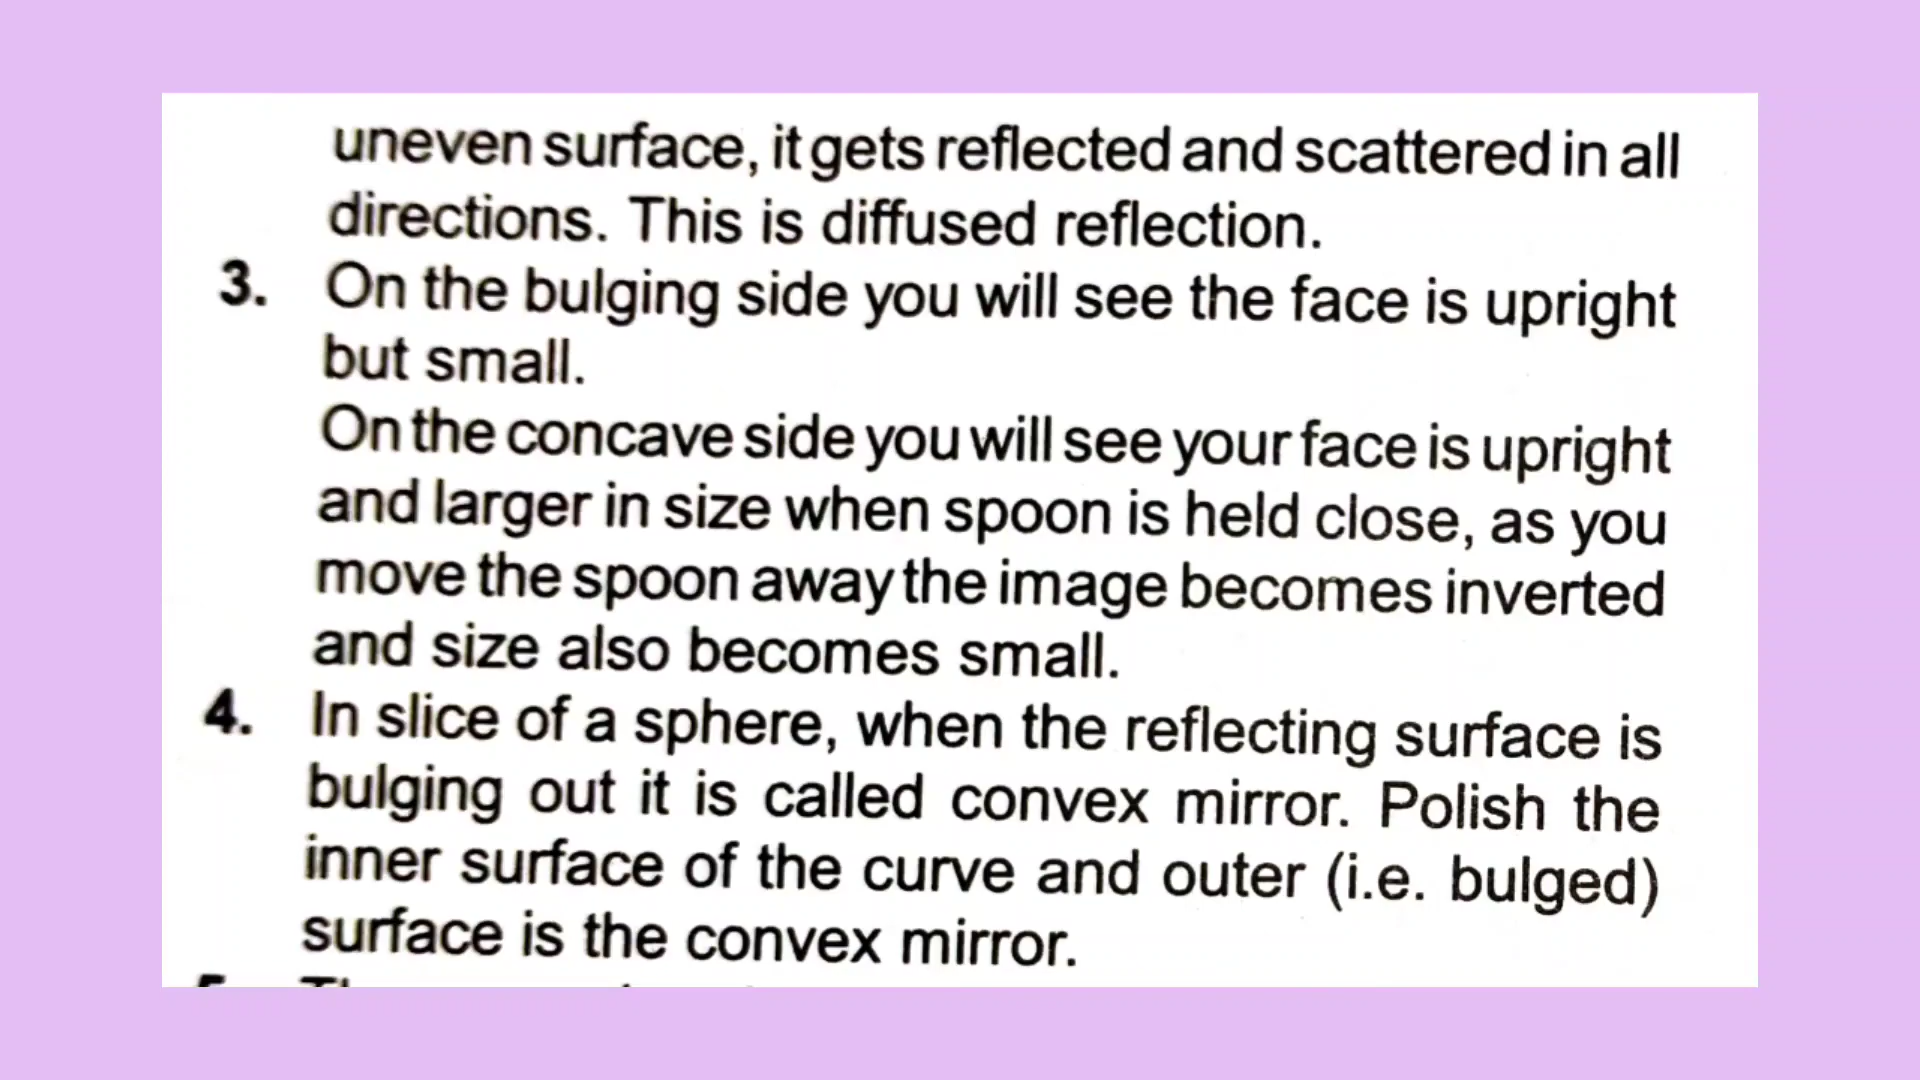 uneven surface, it gets reflected and scattered in all
directions. This is diffused reflection.
3. On the bulging side you will see the face is upright
but small.
On the concave side you will see your face is upright
and larger in size when spoon is held close, as you
move the spoon away the image becomes inverted
and size also becomes small.
4. In slice of a sphere, when the reflecting surface is
bulging out it is called convex mirror. Polish the
inner surface of the curve and outer (i.e. bulged)
surface is the convex mirror.